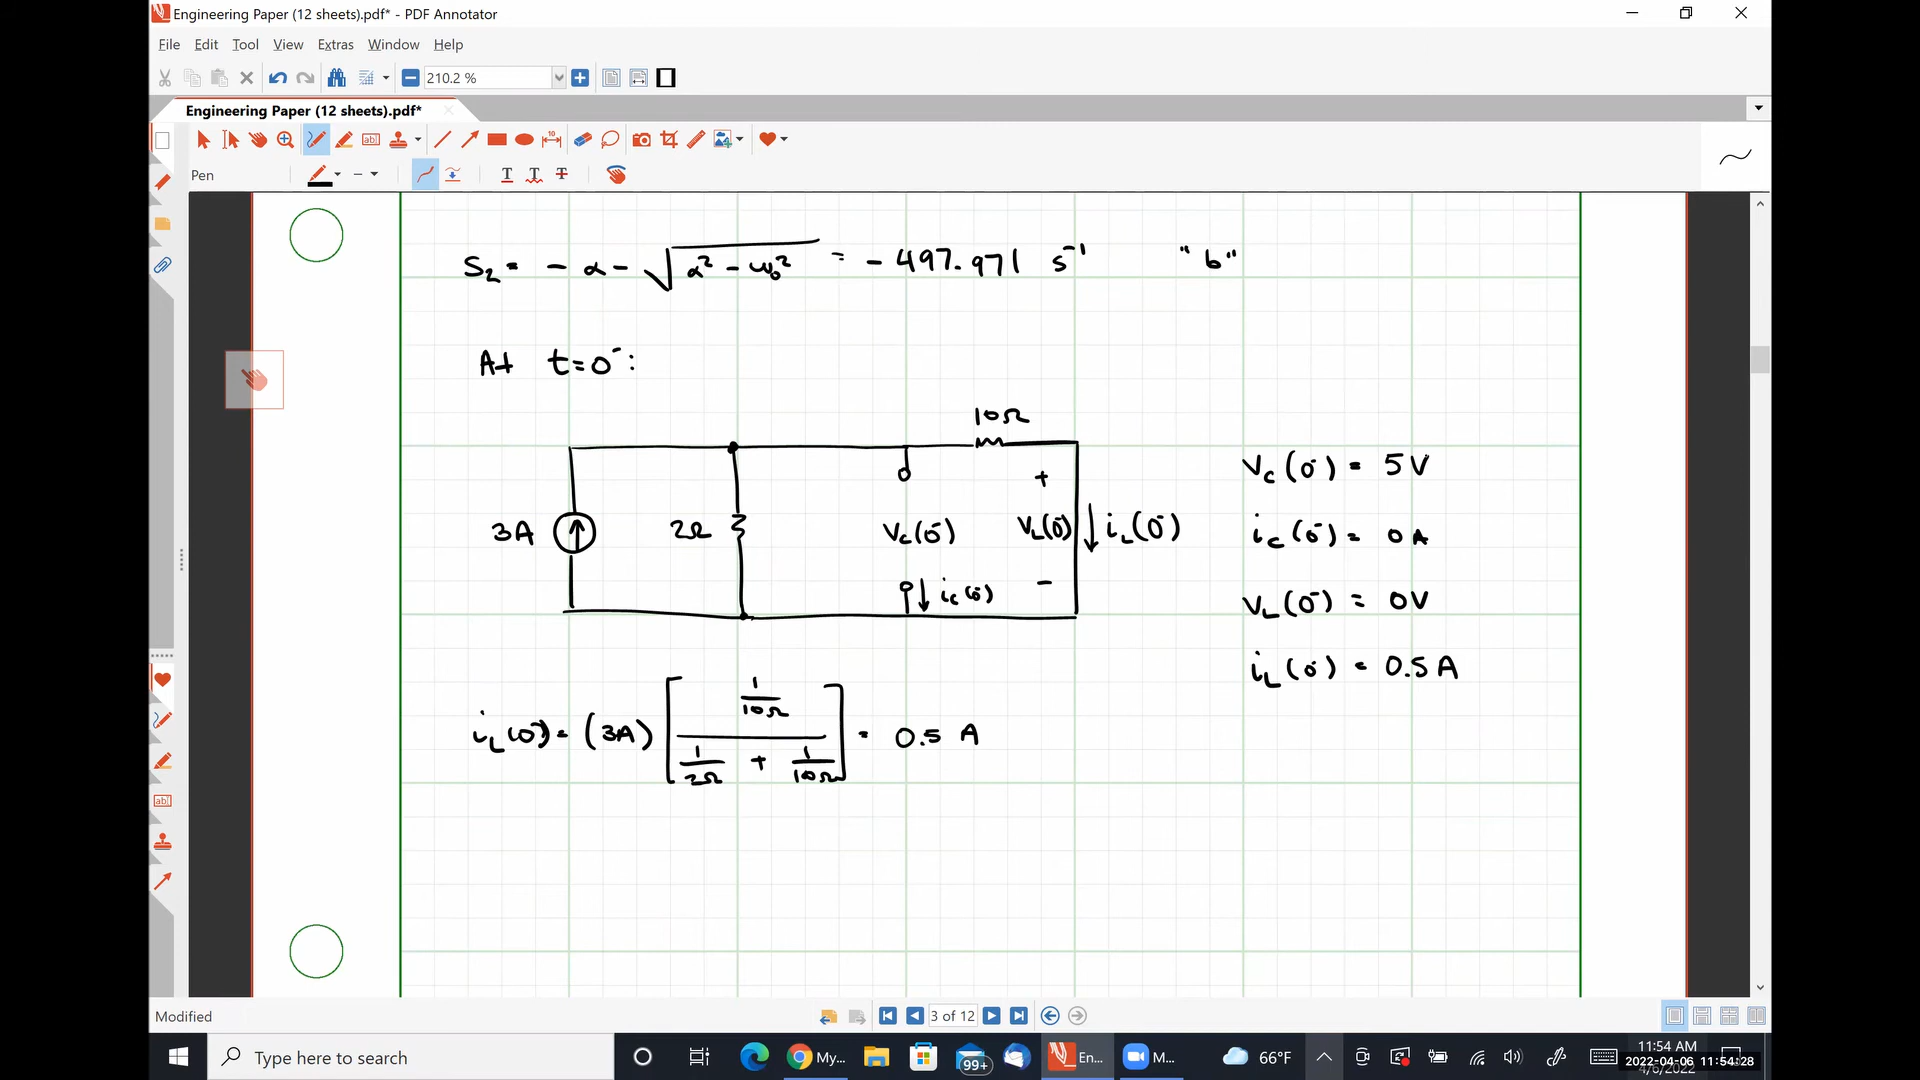 Engineering Paper (12 sheets).pdf* - PDF Annotator
File Edit Tool View Extras Window Help
210.2 %
Engineering Paper (12 sheets).pdf*
Pen
S₂ = - α - √(α² - ω₀²) = - 497.971 s⁻¹ "b"
At t=0⁻:
10Ω
3A
2Ω
Vc(0⁻)
+
VL(0⁻)
-
iL(0⁻)
ic(0⁻)
Vc(0⁻) = 5V
ic(0⁻) = 0A
VL(0⁻) = 0V
iL(0⁻) = 0.5A
iL(0⁻) = (3A) [ (1/10Ω) / (1/2Ω + 1/10Ω) ] = 0.5 A
Modified
3 of 12
Type here to search
99+
My...
En...
M...
66°F
11:54 AM
2022-04-06 11:54:28